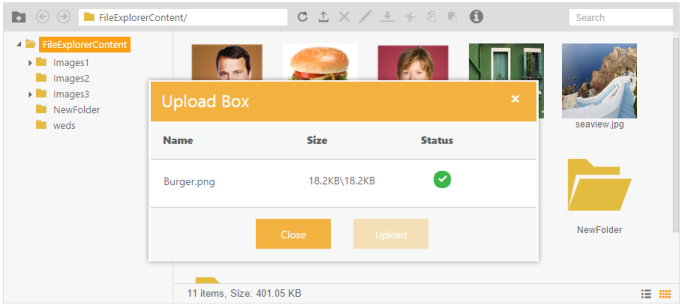 FileExplorerContent/
Search
FileExplorerContent
Images1
Images2
Images3
NewFolder
weds
seaview.jpg
NewFolder
Upload Box
Name Size Status
Burger.png 18.2KB\18.2KB
Close Upload
11 items, Size: 401.05 KB